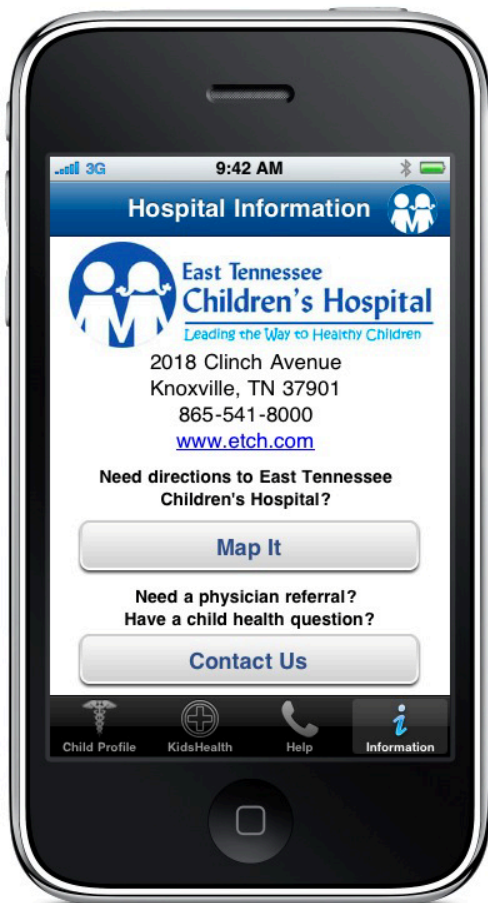 3G 9:42 AM
Hospital Information
East Tennessee
Children's Hospital
Leading the Way to Healthy Children
2018 Clinch Avenue
Knoxville, TN 37901
865-541-8000
www.etch.com
Need directions to East Tennessee
Children's Hospital?
Map It
Need a physician referral?
Have a child health question?
Contact Us
Child Profile KidsHealth Help Information